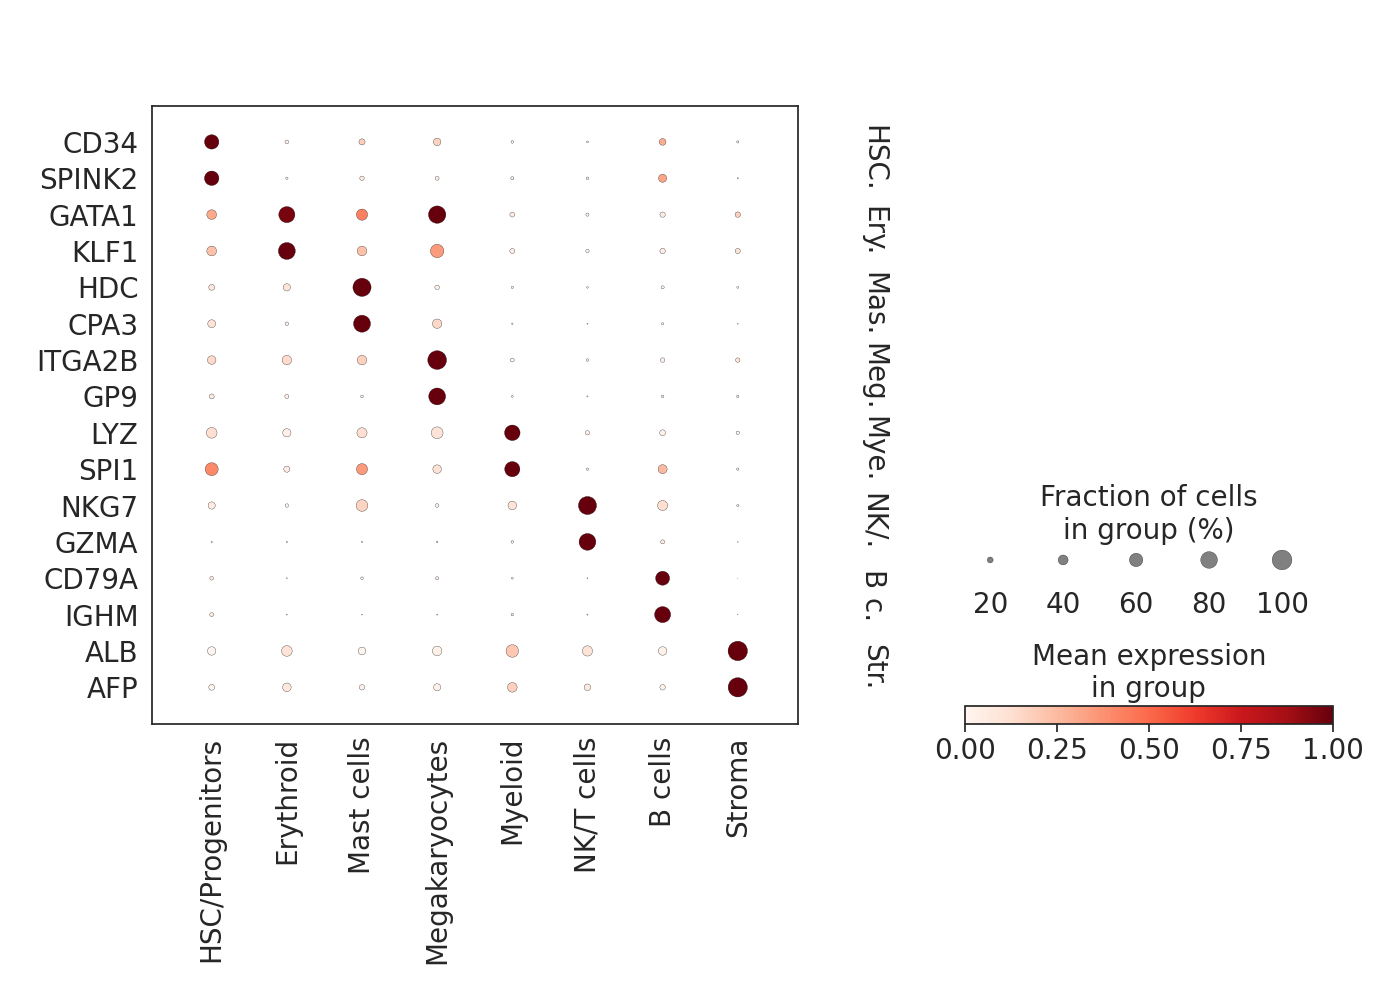 CD34
SPINK2
GATA1
KLF1
HDC
CPA3
ITGA2B
GP9
LYZ
SPI1
NKG7
GZMA
CD79A
IGHM
ALB
AFP
HSC/Progenitors
Erythroid
Mast cells
Megakaryocytes
Myeloid
NK/T cells
B cells
Stroma
HSC.
Ery.
Mas.
Meg.
Mye.
NK/.
B c.
Str.
Fraction of cells
in group (%)
20 40 60 80 100
Mean expression
in group
0.00 0.25 0.50 0.75 1.00